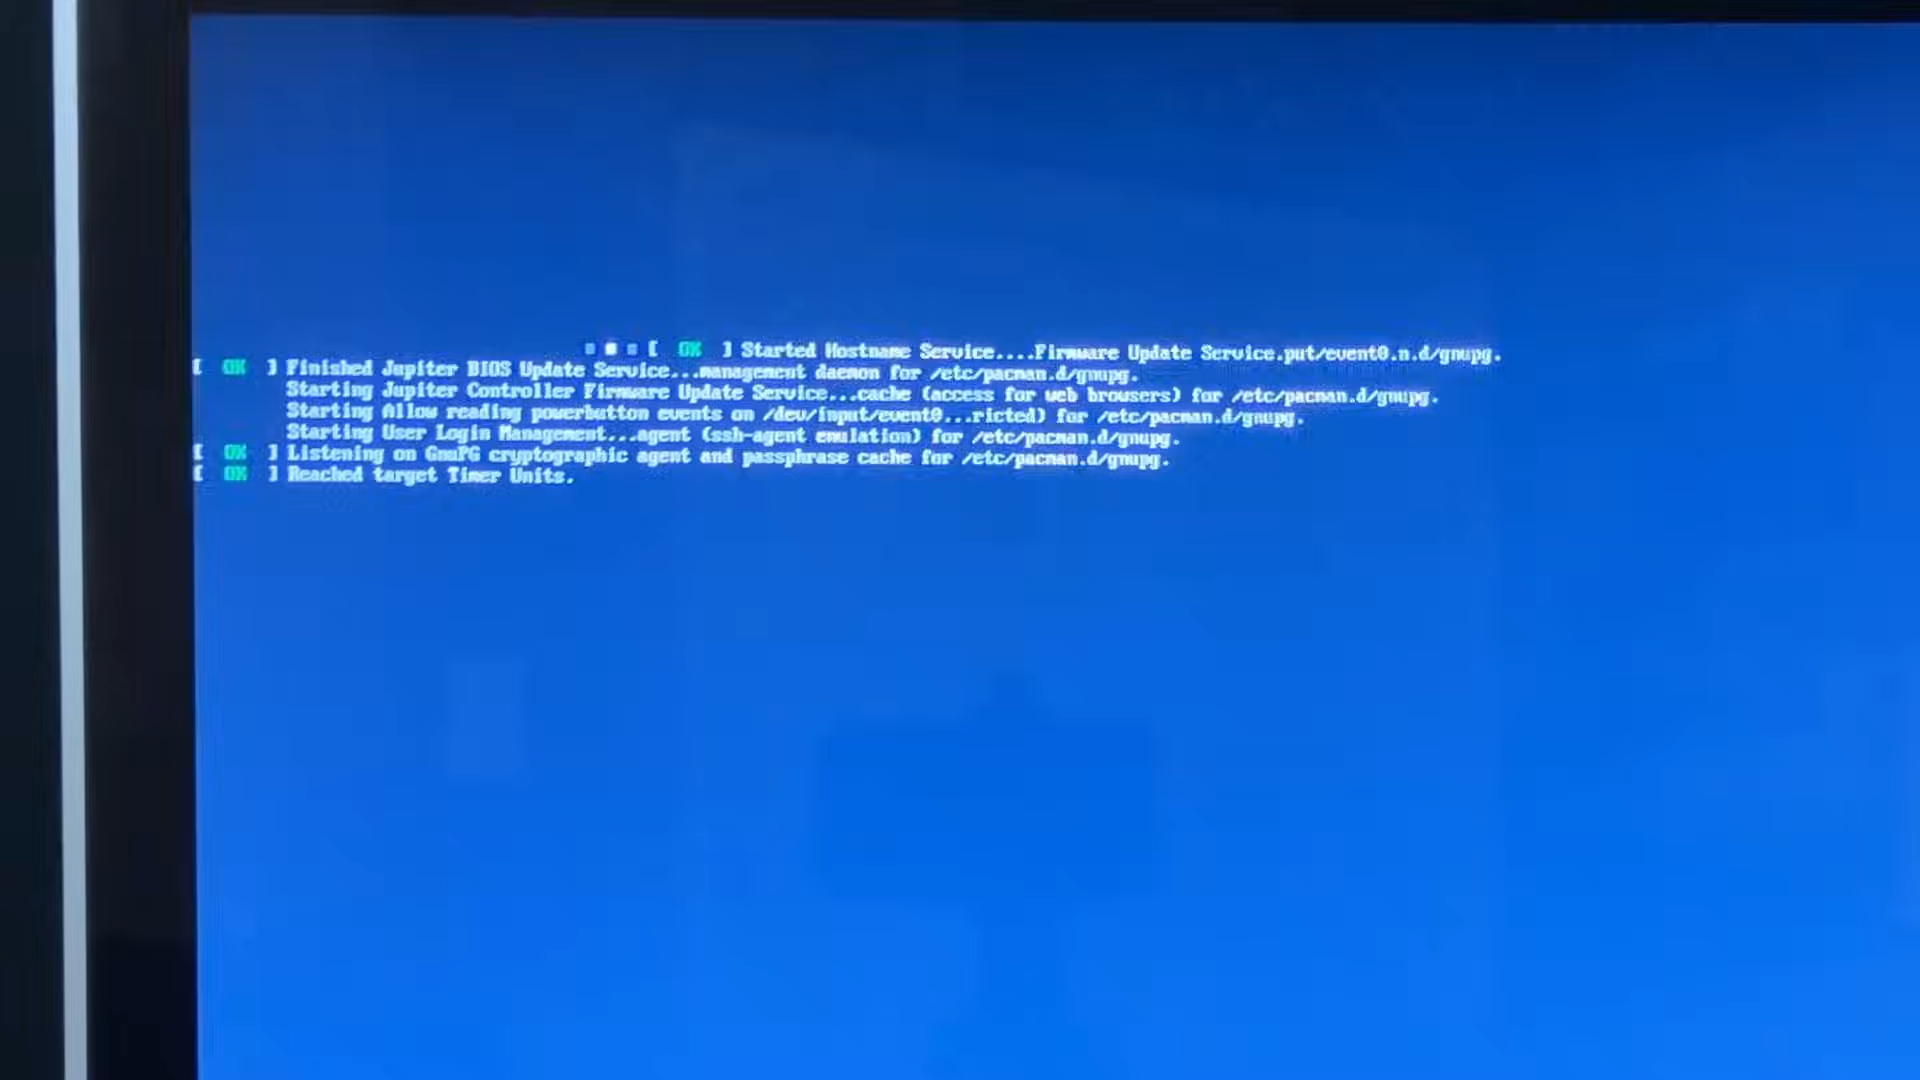 [ OK ] Started Hostname Service....Firmware Update Service.put/event0.n.d/gnupg.
[ OK ] Finished Jupiter BIOS Update Service...management daemon for /etc/pacman.d/gnupg.
Starting Jupiter Controller Firmware Update Service...cache (access for web browsers) for /etc/pacman.d/gnupg.
Starting Allow reading powerbutton events on /dev/input/event0...ricted) for /etc/pacman.d/gnupg.
Starting User Login Management...agent (ssh-agent emulation) for /etc/pacman.d/gnupg.
[ OK ] Listening on GnuPG cryptographic agent and passphrase cache for /etc/pacman.d/gnupg.
[ OK ] Reached target Timer Units.